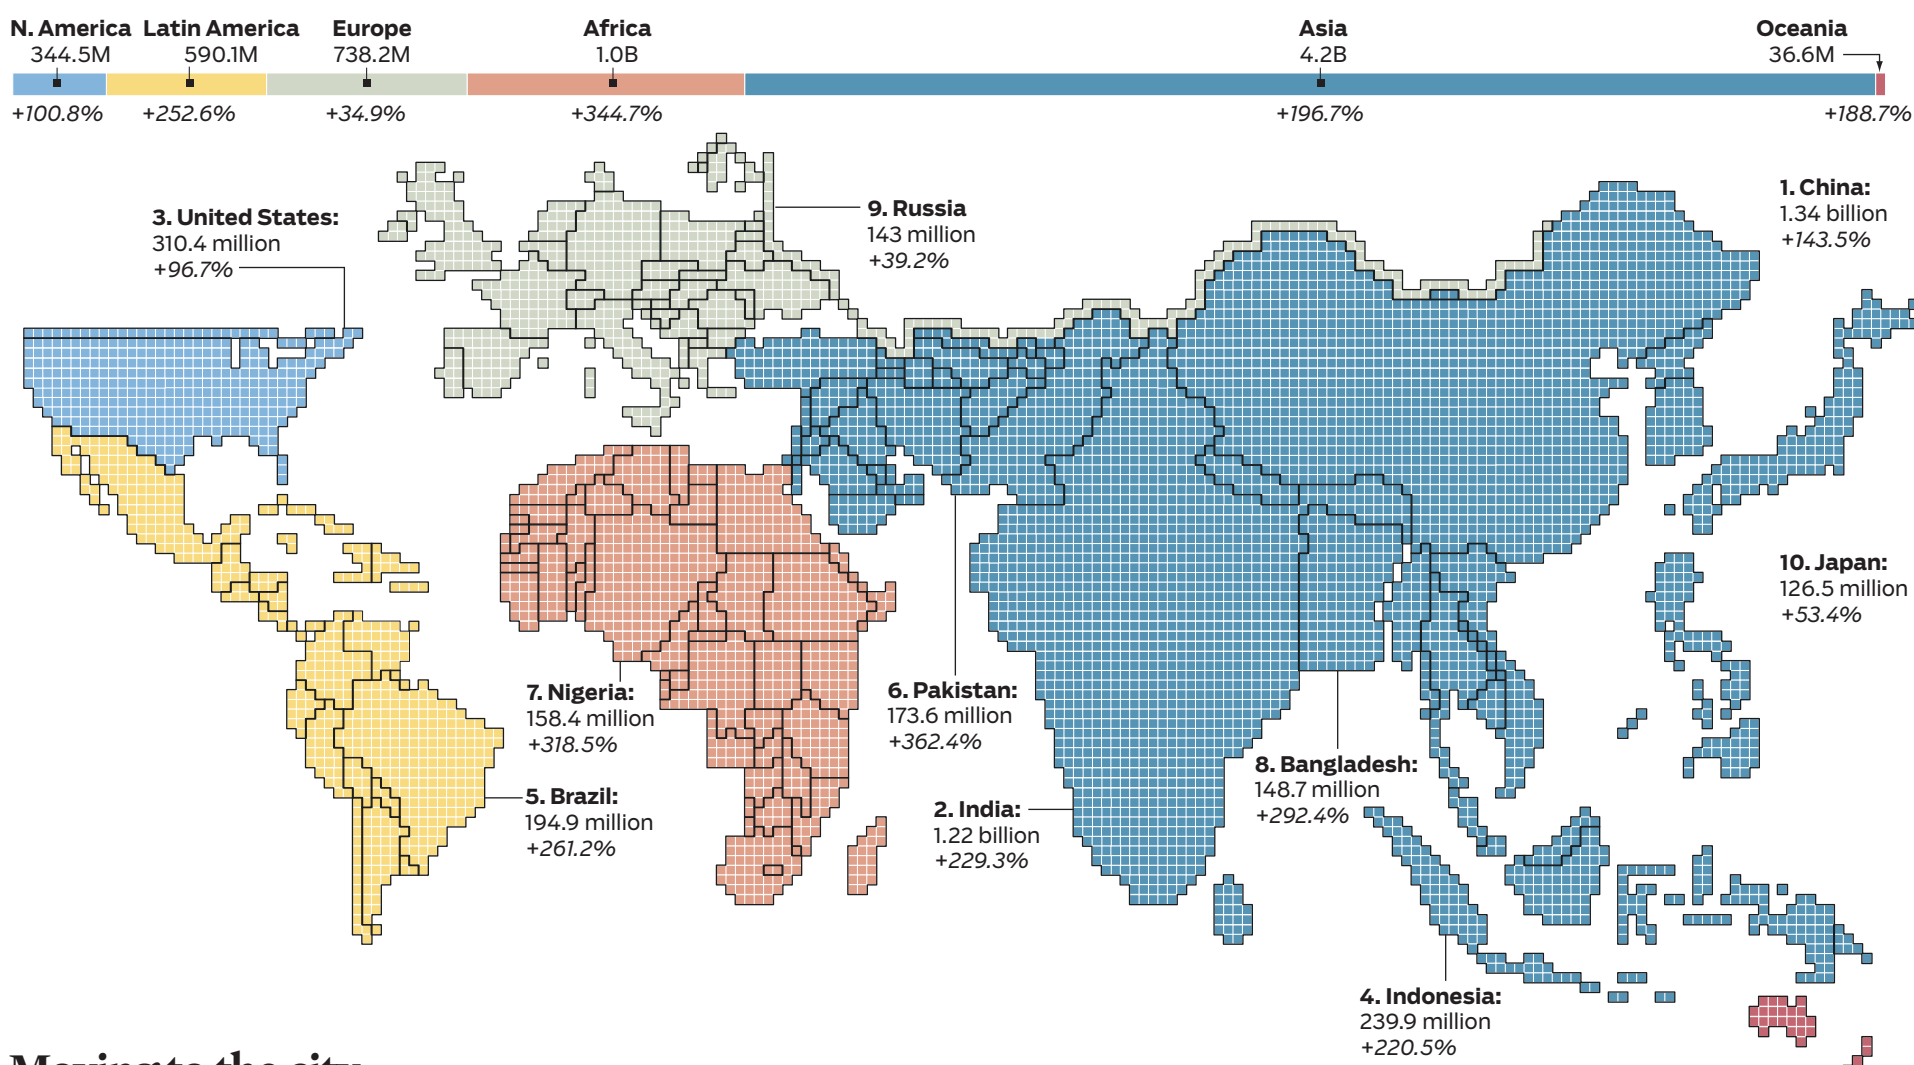 N. America
344.5M
+100.8%
Latin America
590.1M
+252.6%
Europe
738.2M
+34.9%
Africa
1.0B
+344.7%
Asia
4.2B
+196.7%
Oceania
36.6M
+188.7%
1. China:
1.34 billion
+143.5%
3. United States:
310.4 million
+96.7%
9. Russia
143 million
+39.2%
10. Japan:
126.5 million
+53.4%
7. Nigeria:
158.4 million
+318.5%
6. Pakistan:
173.6 million
+362.4%
8. Bangladesh:
148.7 million
+292.4%
5. Brazil:
194.9 million
+261.2%
2. India:
1.22 billion
+229.3%
4. Indonesia:
239.9 million
+220.5%
Moving to the city